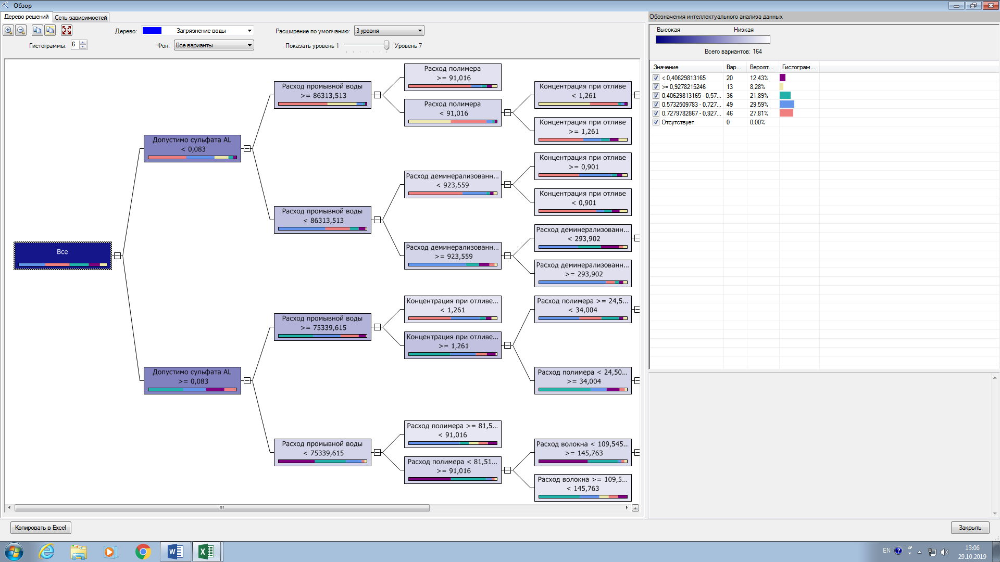 Обзор
Дерево решений
Сеть зависимостей
Дерево:
Загрязнение воды
Расширение по умолчанию:
3 уровня
Гистограммы:
6
Фон:
Все варианты
Показать уровень 1
Уровень 7
Все
Допустимо сульфата AL
< 0,083
Допустимо сульфата AL
>= 0,083
Расход промывной воды
>= 86313,513
Расход промывной воды
< 86313,513
Расход промывной воды
>= 75339,615
Расход промывной воды
< 75339,615
Расход полимера
>= 91,016
Расход полимера
< 91,016
Расход деминерализованн...
< 923,559
Расход деминерализованн...
>= 923,559
Концентрация при отливе...
< 1,261
Концентрация при отливе...
>= 1,261
Расход полимера >= 81,5...
< 91,016
Расход полимера < 81,51...
>= 91,016
Концентрация при отливе
< 1,261
Концентрация при отливе
>= 1,261
Концентрация при отливе
>= 0,901
Концентрация при отливе
< 0,901
Расход деминерализованн...
< 293,902
Расход деминерализованн...
>= 293,902
Расход полимера >= 24,5...
< 34,004
Расход полимера < 24,50...
>= 34,004
Расход волокна < 109,545...
>= 145,763
Расход волокна >= 109,5...
< 145,763
Обозначения интеллектуального анализа данных
Высокая
Низкая
Всего вариантов: 164
Значение Вар... Вероят... Гистограм...
< 0,40629813165 20 12,43%
>= 0,9278215246 13 8,28%
0,40629813165 - 0,57... 36 21,89%
0,5732509783 - 0,727... 49 29,59%
0,7279782867 - 0,927... 46 27,81%
Отсутствует 0 0,00%
Копировать в Excel
Закрыть
EN
13:06
29.10.2019